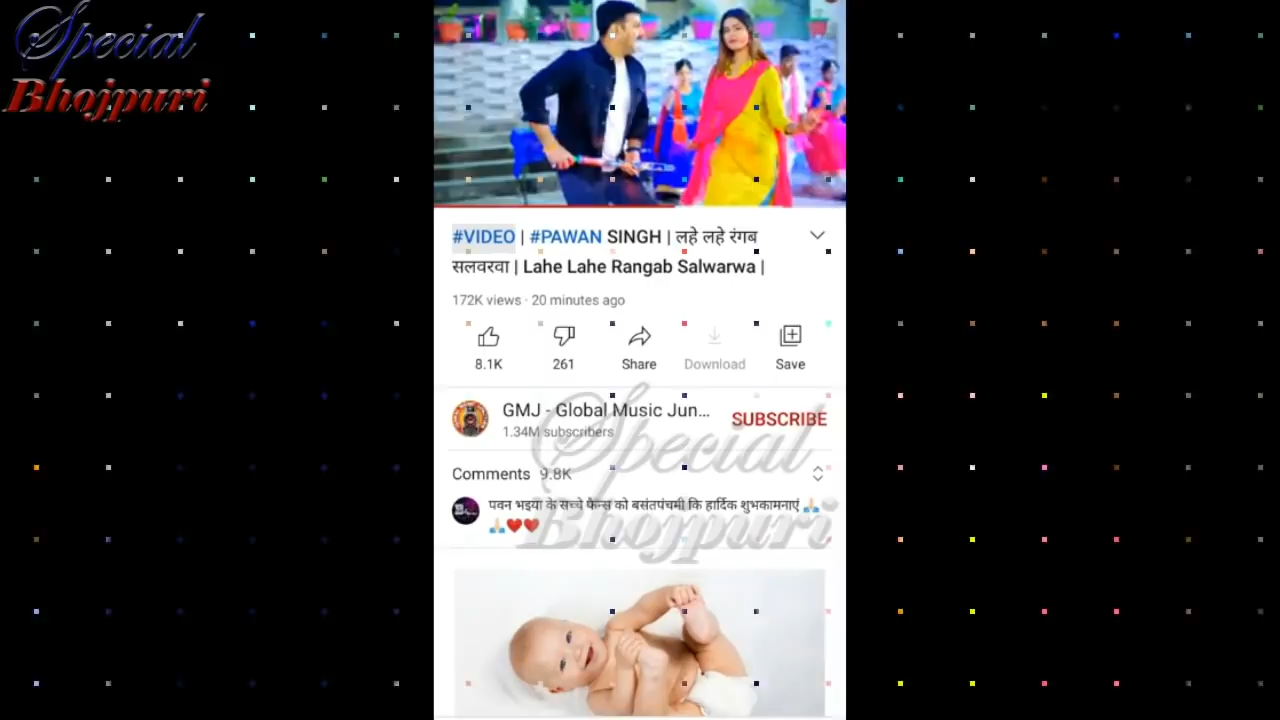 Special
Bhojpuri
#VIDEO | #PAWAN SINGH | लहे लहे रंगब
सलवरवा | Lahe Lahe Rangab Salwarwa |
172K views · 20 minutes ago
8.1K 261 Share Download Save
GMJ - Global Music Jun... SUBSCRIBE
1.34M subscribers
Comments 9.8K
पवन भइया के सच्चे फैन्स को बसंतपंचमी कि हार्दिक शुभकामनाएं 🙏🏻
🙏🏻❤️❤️
Special
Bhojpuri